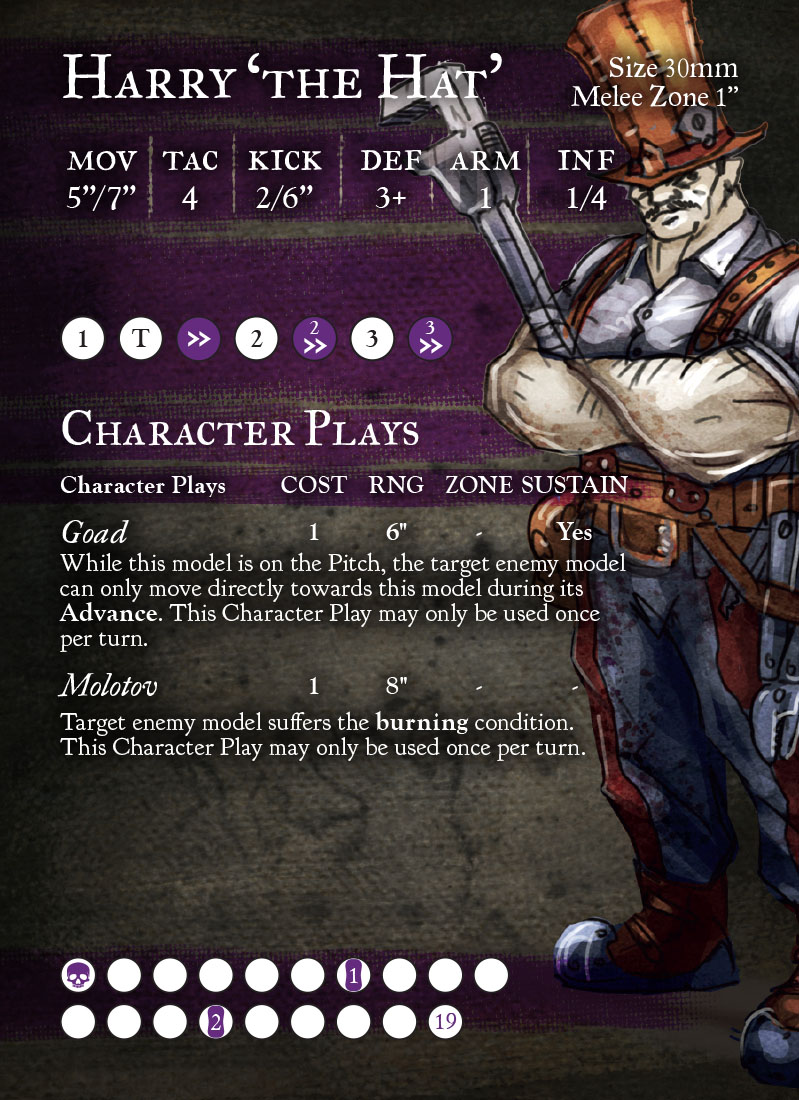 Harry ‘the Hat’
Size 30mm
Melee Zone 1”
MOV TAC KICK DEF ARM INF
5”/7” 4 2/6” 3+ 1 1/4
1 T >> 2 2 >> 3 3 >>
Character Plays
Character Plays COST RNG ZONE SUSTAIN
Goad 1 6" - Yes
While this model is on the Pitch, the target enemy model
can only move directly towards this model during its
Advance. This Character Play may only be used once
per turn.
Molotov 1 8" - -
Target enemy model suffers the burning condition.
This Character Play may only be used once per turn.
1
2 19